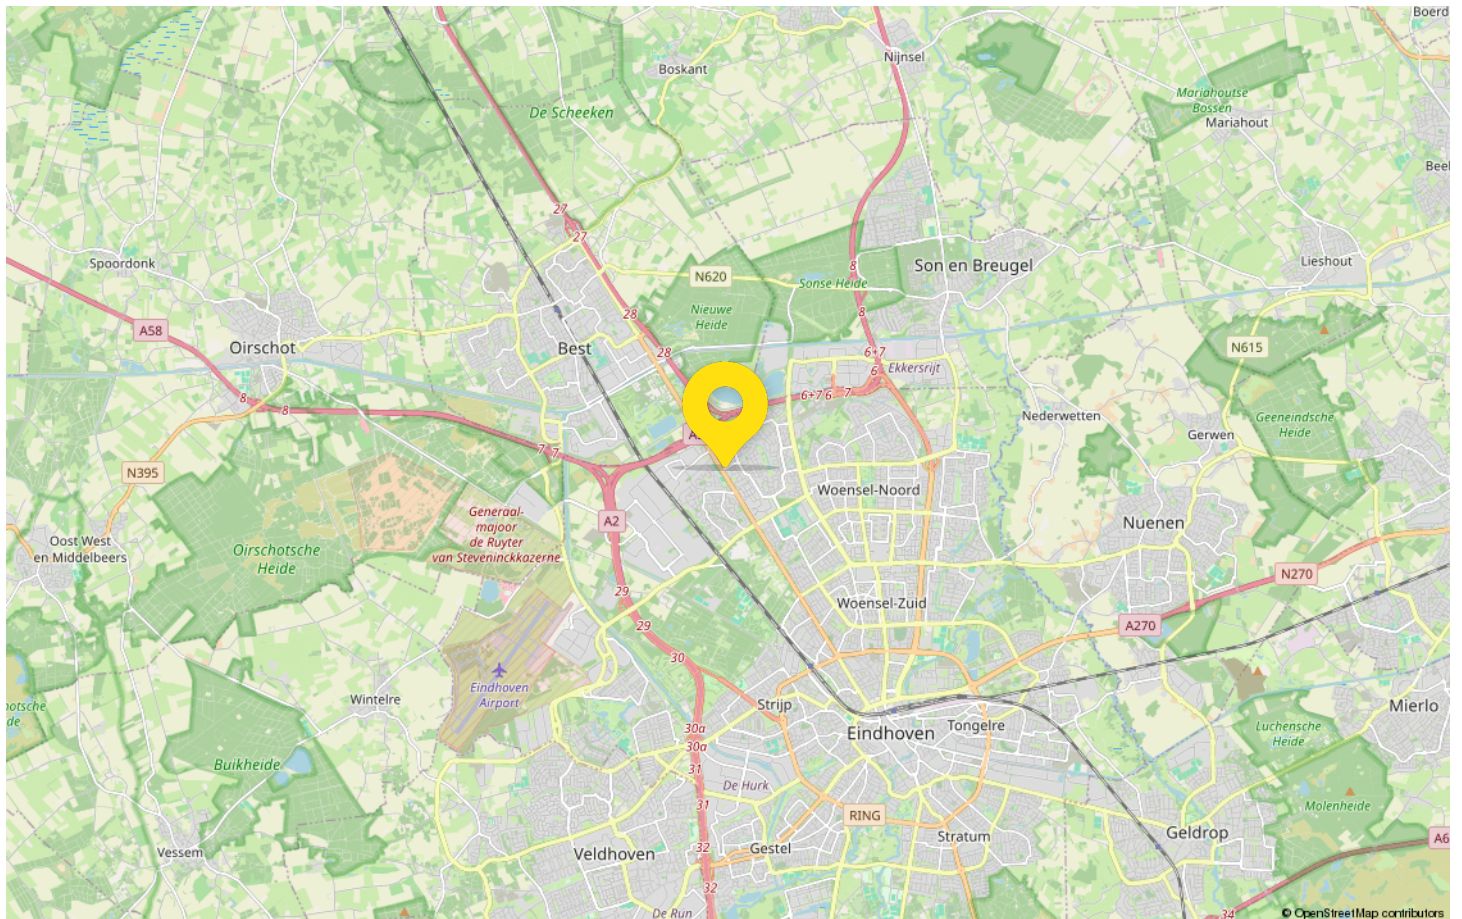 Boerd
Nijnsel
Boskant
Mariahoutse
Bossen
De Scheeken
Mariahout
Beel
27
27
Spoordonk
8
Son en Breugel
Lieshout
N620
Sonse Heide
Nieuwe
Heide
28
8
A58
Oirschot
Best
28
6+7
N615
6
Ekkersrijt
8
8
6+7
6
7
Nederwetten
Geeneindsche
Heide
Gerwen
7
7
N395
Woensel-Noord
Generaal-
majoor
de Ruyter
van Steveninckkazerne
A2
Nuenen
Oost West
en Middelbeers
Oirschotsche
Heide
N270
29
Woensel-Zuid
29
A270
30
Eindhoven
Airport
Wintelre
otsche
de
Strijp
Mierlo
Tongelre
Eindhoven
30a
30a
Luchensche
Heide
Buikheide
31
De Hurk
31
Molenheide
RING
Geldrop
Stratum
A6
32
Gestel
Veldhoven
Vessem
32
De Run
34
© OpenStreetMap contributors